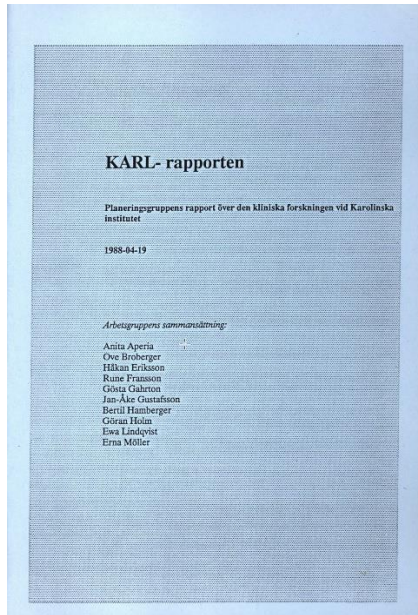 KARL- rapporten
Planeringsgruppens rapport över den kliniska forskningen vid Karolinska
institutet
1988-04-19
Arbetsgruppens sammansättning:
Anita Aperia
Ove Broberger
Håkan Eriksson
Rune Fransson
Gösta Gahrton
Jan-Åke Gustafsson
Bertil Hamberger
Göran Holm
Ewa Lindqvist
Erna Möller